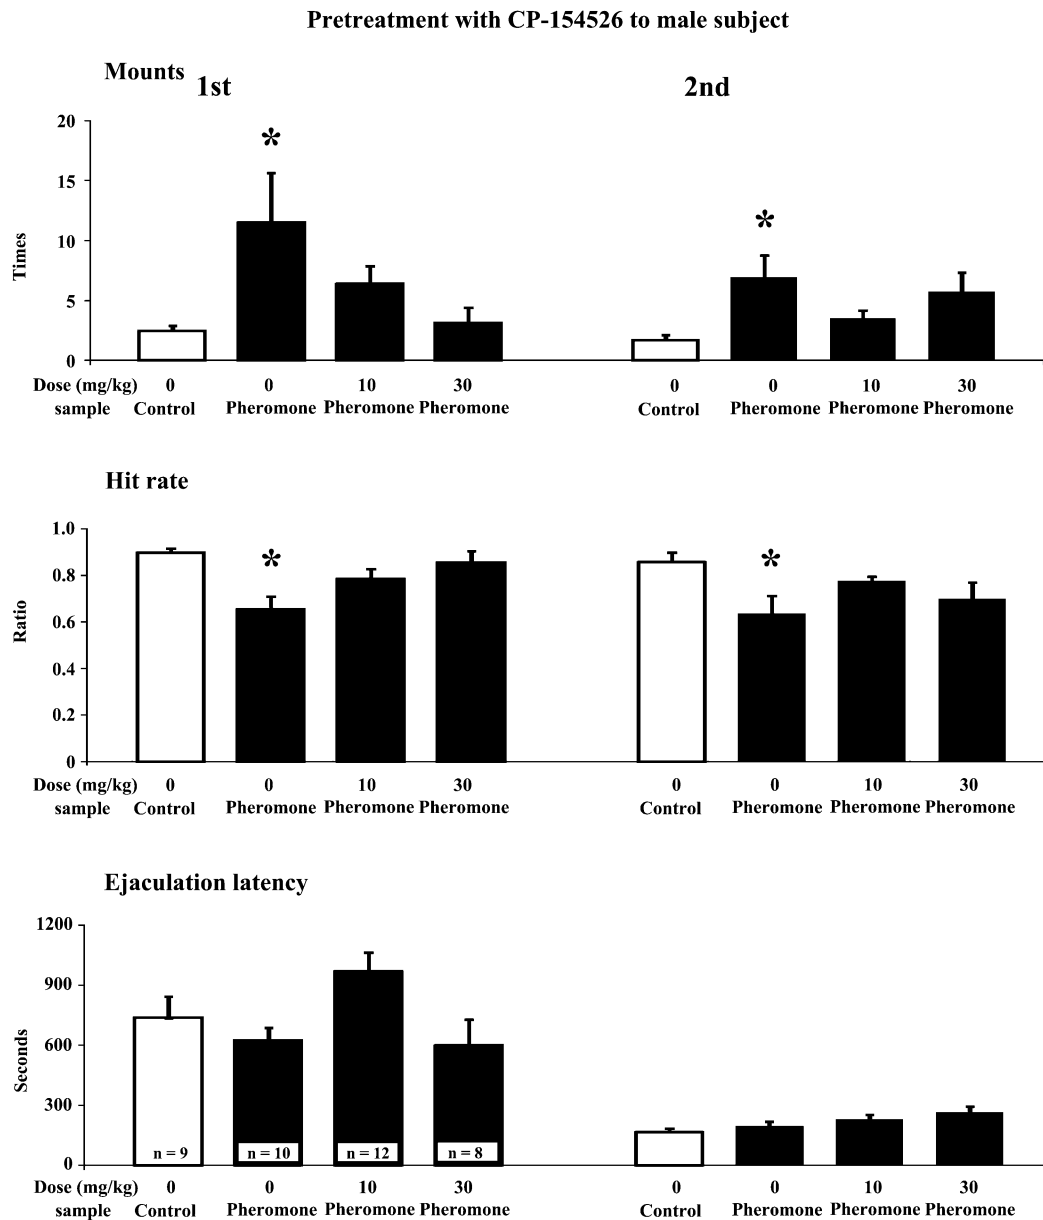 Pretreatment with CP-154526 to male subject
Mounts
1st 2nd
20
15
10
5
0
Times
* *
Dose (mg/kg) 0 0 10 30 0 0 10 30
sample Control Pheromone Pheromone Pheromone Control Pheromone Pheromone Pheromone
Hit rate
1.0
0.8
0.6
0.4
0.2
0
Ratio
* *
Dose (mg/kg) 0 0 10 30 0 0 10 30
sample Control Pheromone Pheromone Pheromone Control Pheromone Pheromone Pheromone
Ejaculation latency
1200
900
600
300
0
Seconds
n = 9 n = 10 n = 12 n = 8
Dose (mg/kg) 0 0 10 30 0 0 10 30
sample Control Pheromone Pheromone Pheromone Control Pheromone Pheromone Pheromone